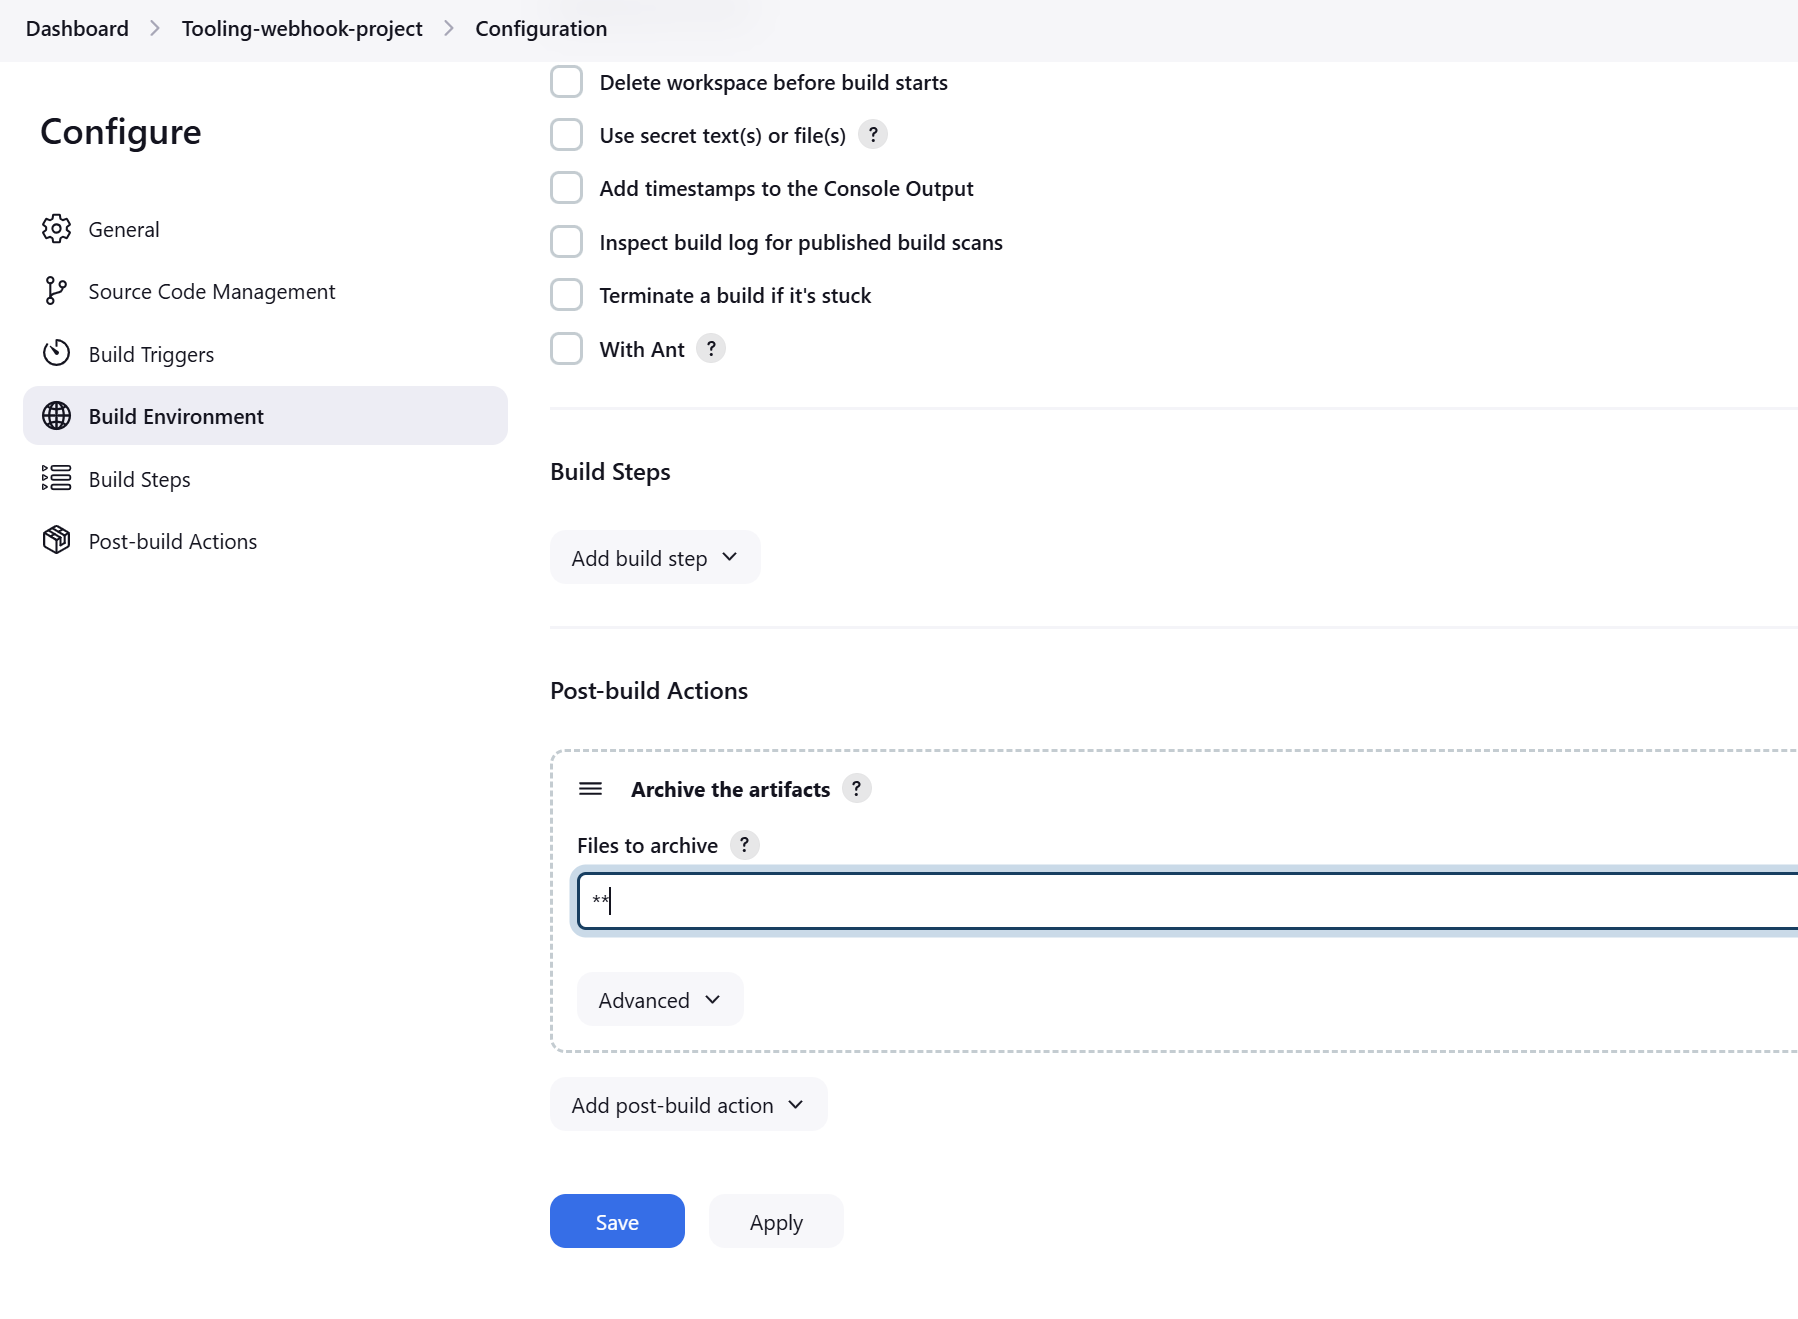 Dashboard > Tooling-webhook-project > Configuration
Configure
General
Source Code Management
Build Triggers
Build Environment
Build Steps
Post-build Actions
Delete workspace before build starts
Use secret text(s) or file(s) ?
Add timestamps to the Console Output
Inspect build log for published build scans
Terminate a build if it's stuck
With Ant ?
Build Steps
Add build step
Post-build Actions
Archive the artifacts ?
Files to archive ?
**
Advanced
Add post-build action
Save Apply